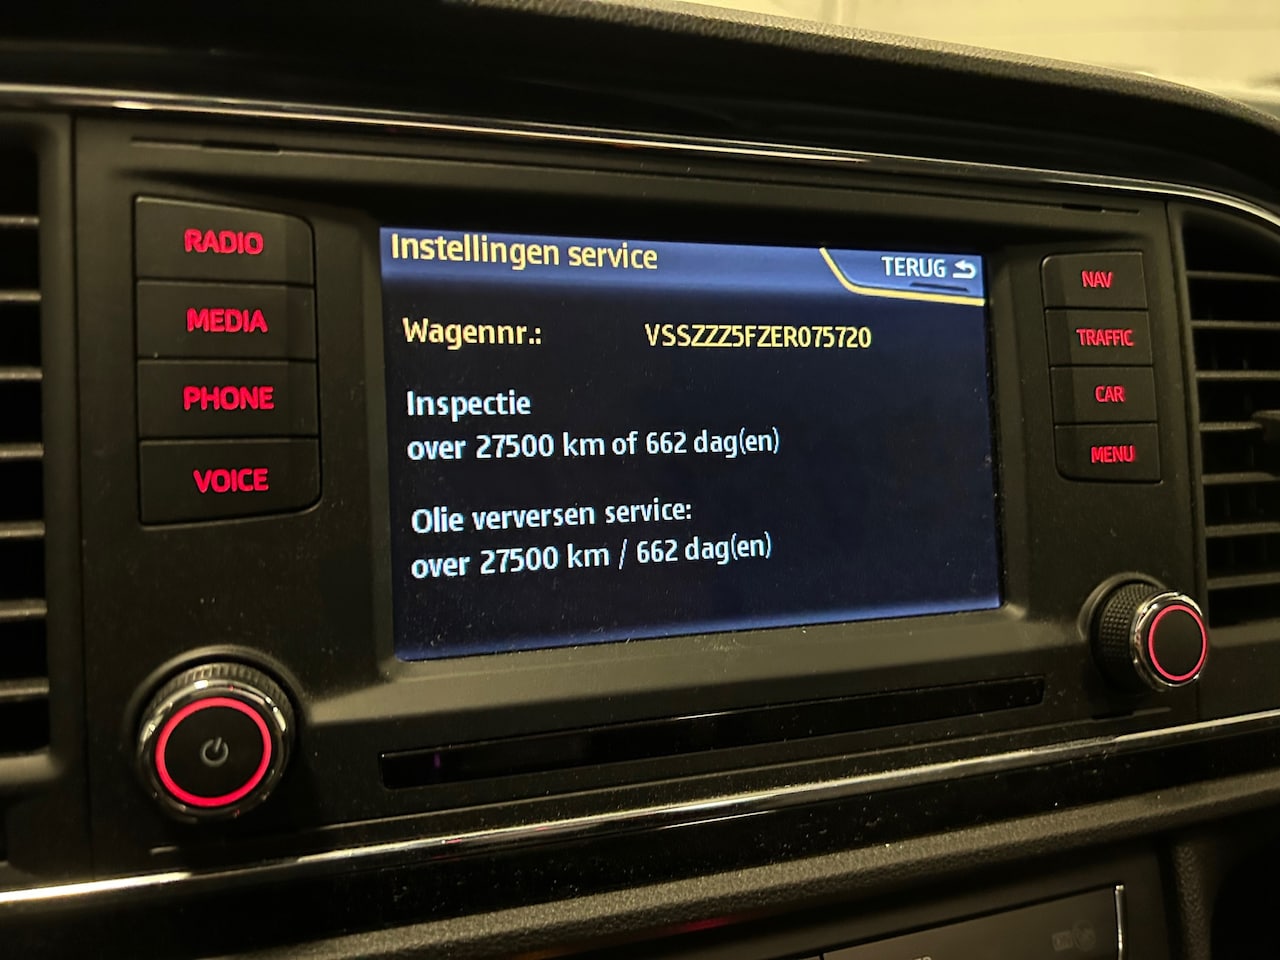 RADIO
MEDIA
PHONE
VOICE
Instellingen service
TERUG
Wagennr.: VSSZZZ5FZER075720
Inspectie
over 27500 km of 662 dag(en)
Olie verversen service:
over 27500 km / 662 dag(en)
NAV
TRAFFIC
CAR
MENU